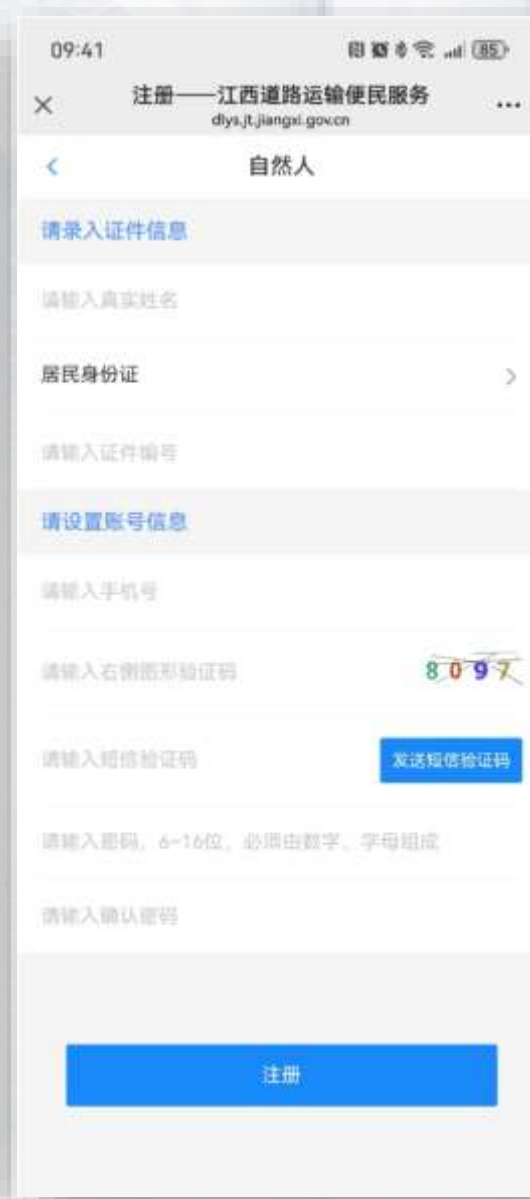 09:41
85
注册——江西道路运输便民服务
dlys.jt.jiangxi.gov.cn
自然人
请录入证件信息
请输入真实姓名
居民身份证
请输入证件编号
请设置账号信息
请输入手机号
请输入右侧图形验证码
8097
请输入短信验证码
发送短信验证码
请输入密码，6-16位，必须由数字、字母组成
请输入确认密码
注册